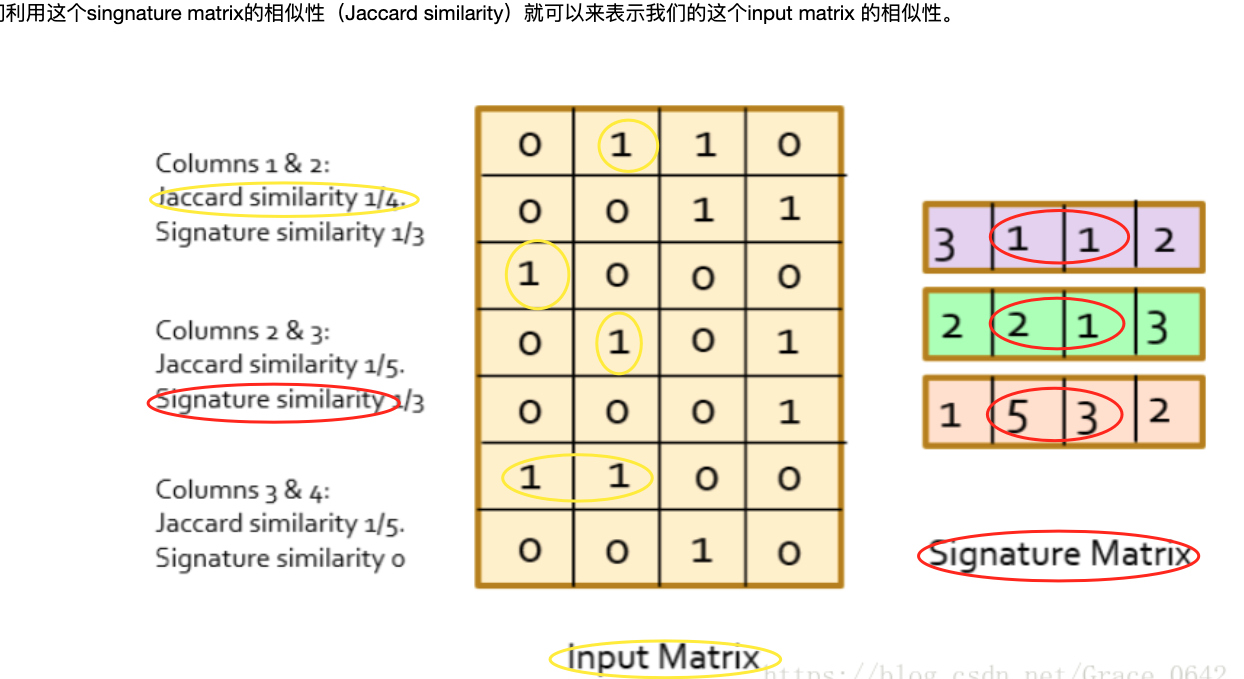 利用这个singnature matrix的相似性（Jaccard similarity）就可以来表示我们的这个input matrix 的相似性。
Columns 1 & 2:
Jaccard similarity 1/4.
Signature similarity 1/3
Columns 2 & 3:
Jaccard similarity 1/5.
Signature similarity 1/3
Columns 3 & 4:
Jaccard similarity 1/5.
Signature similarity 0
0 1 1 0
0 0 1 1
1 0 0 0
0 1 0 1
0 0 0 1
1 1 0 0
0 0 1 0
Input Matrix
3 1 1 2
2 2 1 3
1 5 3 2
Signature Matrix
https://blog.csdn.net/Grace_0642